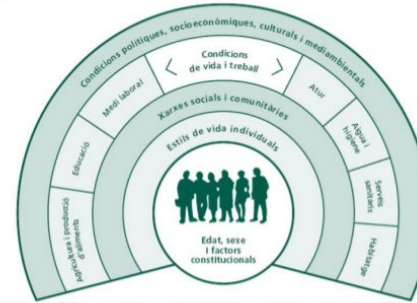 Condicions polítiques, socioeconòmiques, culturals i mediambientals
Condicions
de vida i treball
Medi laboral
Educació
Agricultura i producció
d'aliments
Atur
Aigua i
higiene
Serveis
sanitaris
Habitatge
Xarxes socials i comunitàries
Estils de vida individuals
Edat, sexe
i factors
constitucionals